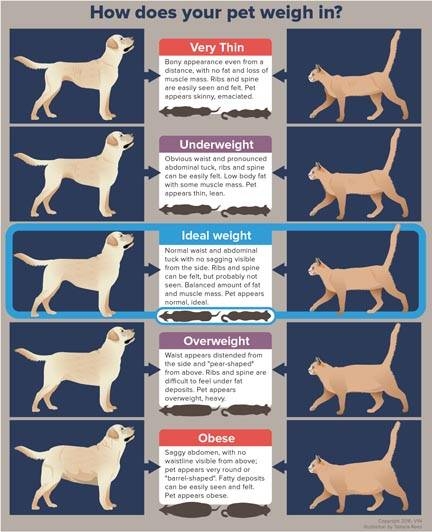 How does your pet weigh in?
Very Thin
Bony appearance even from a
distance, with no fat and loss of
muscle mass. Ribs and spine
are easily seen and felt. Pet
appears skinny, emaciated.
Underweight
Obvious waist and pronounced
abdominal tuck, ribs and spine
can be easily felt. Low body fat
with some muscle mass. Pet
appears thin, lean.
Ideal weight
Normal waist and abdominal
tuck with no sagging visible
from the side. Ribs and spine
can be felt, but probably not
seen. Balanced amount of fat
and muscle mass. Pet appears
normal, ideal.
Overweight
Waist appears distended from
the side and "pear-shaped"
from above. Ribs and spine are
difficult to feel under fat
deposits. Pet appears
overweight, heavy.
Obese
Saggy abdomen, with no
waistline visible from above;
pet appears very round or
"barrel-shaped". Fatty deposits
can be easily seen and felt.
Pet appears obese.
Copyright 2016, VIN
Illustration by Tamara Rees